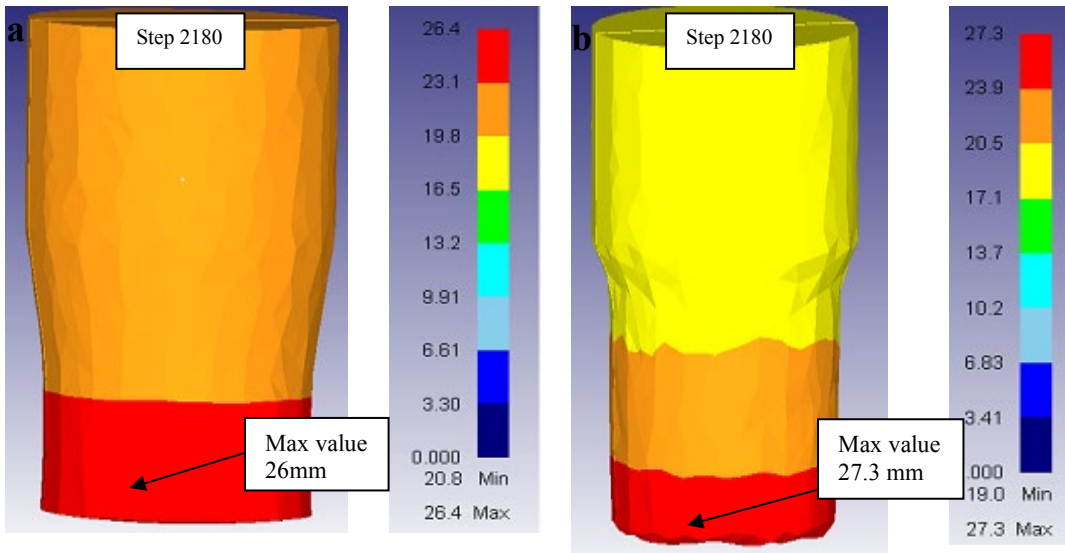 a
Step 2180
26.4
23.1
19.8
16.5
13.2
9.91
6.61
3.30
0.000
20.8 Min
26.4 Max
Max value
26mm
b
Step 2180
27.3
23.9
20.5
17.1
13.7
10.2
6.83
3.41
.000
19.0 Min
27.3 Max
Max value
27.3 mm